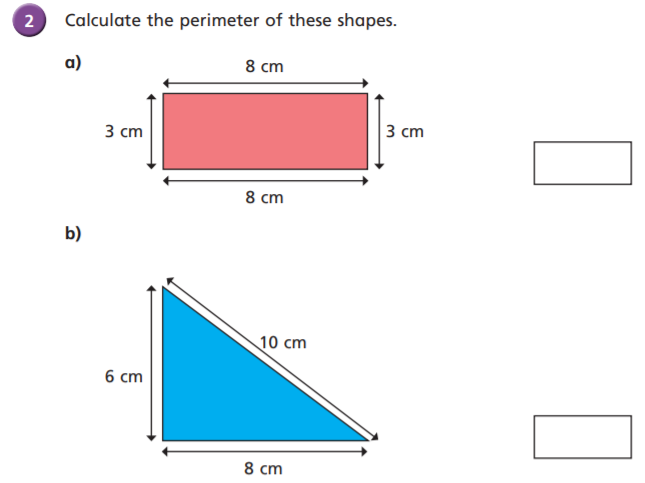 2 Calculate the perimeter of these shapes.
a)
8 cm
3 cm 3 cm
8 cm
b)
10 cm
6 cm
8 cm